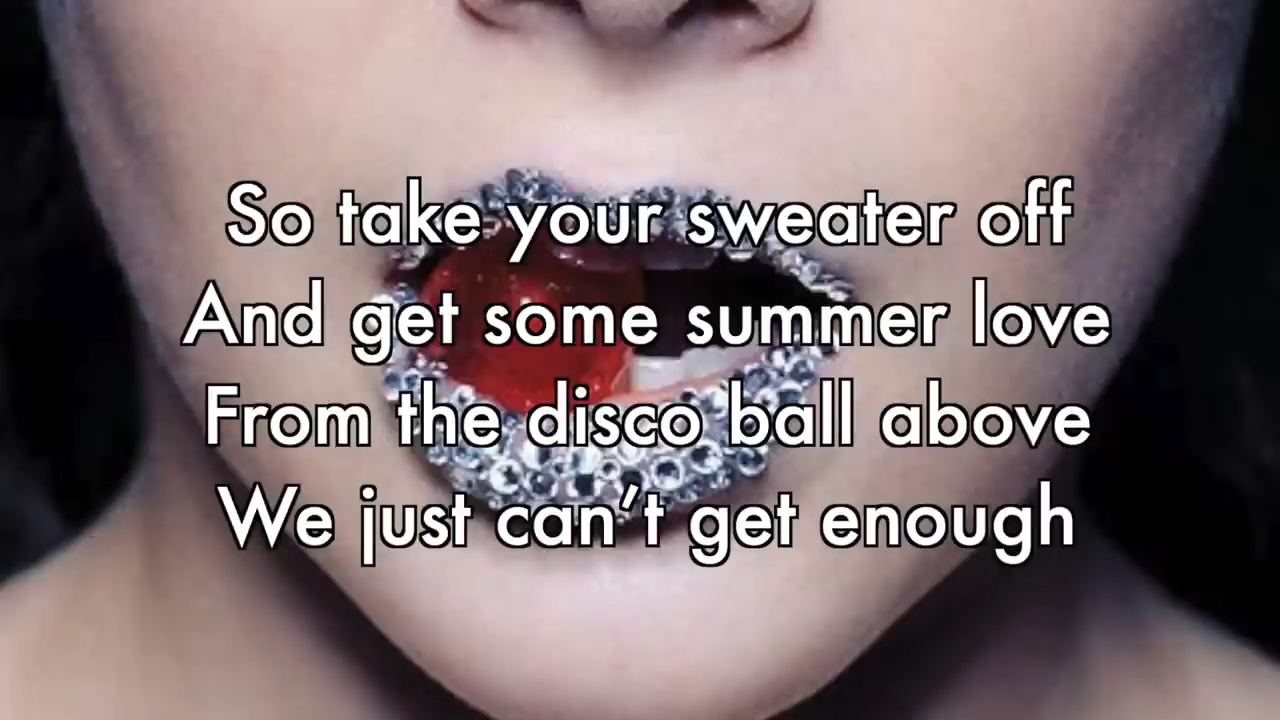 So take your sweater off
And get some summer love
From the disco ball above
We just can’t get enough